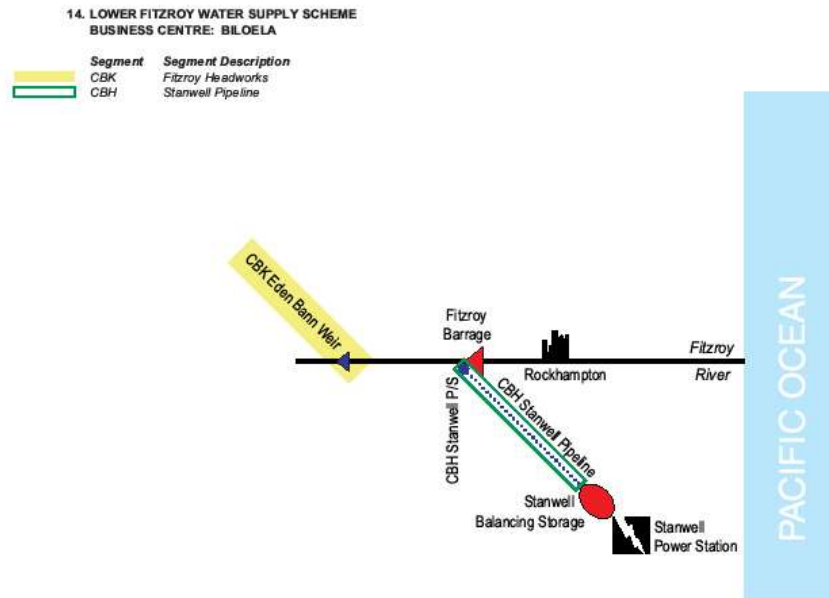 14. LOWER FITZROY WATER SUPPLY SCHEME
BUSINESS CENTRE: BILOELA
Segment Segment Description
CBK Fitzroy Headworks
CBH Stanwell Pipeline
CBK Eden Bann Weir
Fitzroy
Barrage
Rockhampton
Fitzroy
River
CBH Stanwell P/S
CBH Stanwell Pipeline
Stanwell
Balancing Storage
Stanwell
Power Station
PACIFIC OCEAN